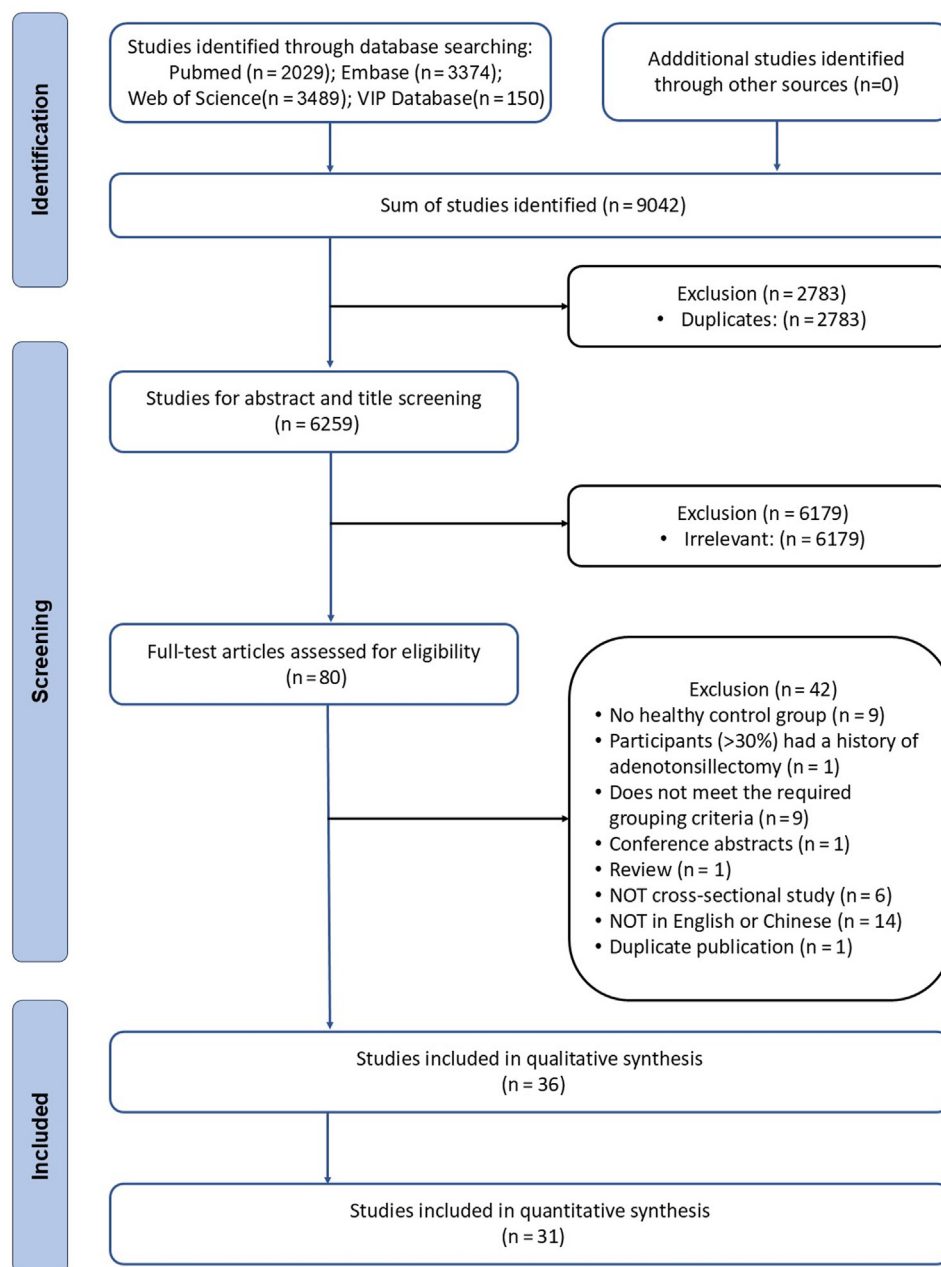 Identification
Studies identified through database searching:
Pubmed (n = 2029); Embase (n = 3374);
Web of Science(n = 3489); VIP Database(n = 150)
Addditional studies identified
through other sources (n=0)
Sum of studies identified (n = 9042)
Exclusion (n = 2783)
• Duplicates: (n = 2783)
Screening
Studies for abstract and title screening
(n = 6259)
Exclusion (n = 6179)
• Irrelevant: (n = 6179)
Full-test articles assessed for eligibility
(n = 80)
Exclusion (n = 42)
• No healthy control group (n = 9)
• Participants (>30%) had a history of
adenotonsillectomy (n = 1)
• Does not meet the required
grouping criteria (n = 9)
• Conference abstracts (n = 1)
• Review (n = 1)
• NOT cross-sectional study (n = 6)
• NOT in English or Chinese (n = 14)
• Duplicate publication (n = 1)
Included
Studies included in qualitative synthesis
(n = 36)
Studies included in quantitative synthesis
(n = 31)